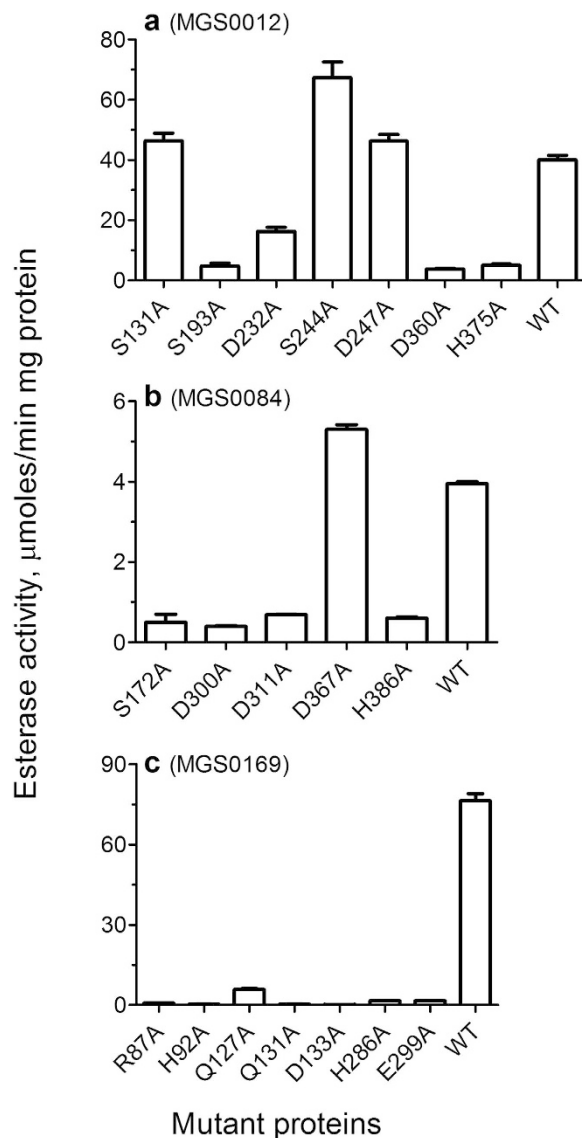 a (MGS0012)
80
60
40
20
0
S131A
S193A
D232A
S244A
D247A
D360A
H375A
WT
b (MGS0084)
6
4
2
0
S172A
D300A
D311A
D367A
H386A
WT
c (MGS0169)
90
60
30
0
R87A
H92A
Q127A
Q131A
D133A
H286A
E299A
WT
Esterase activity, μmoles/min mg protein
Mutant proteins